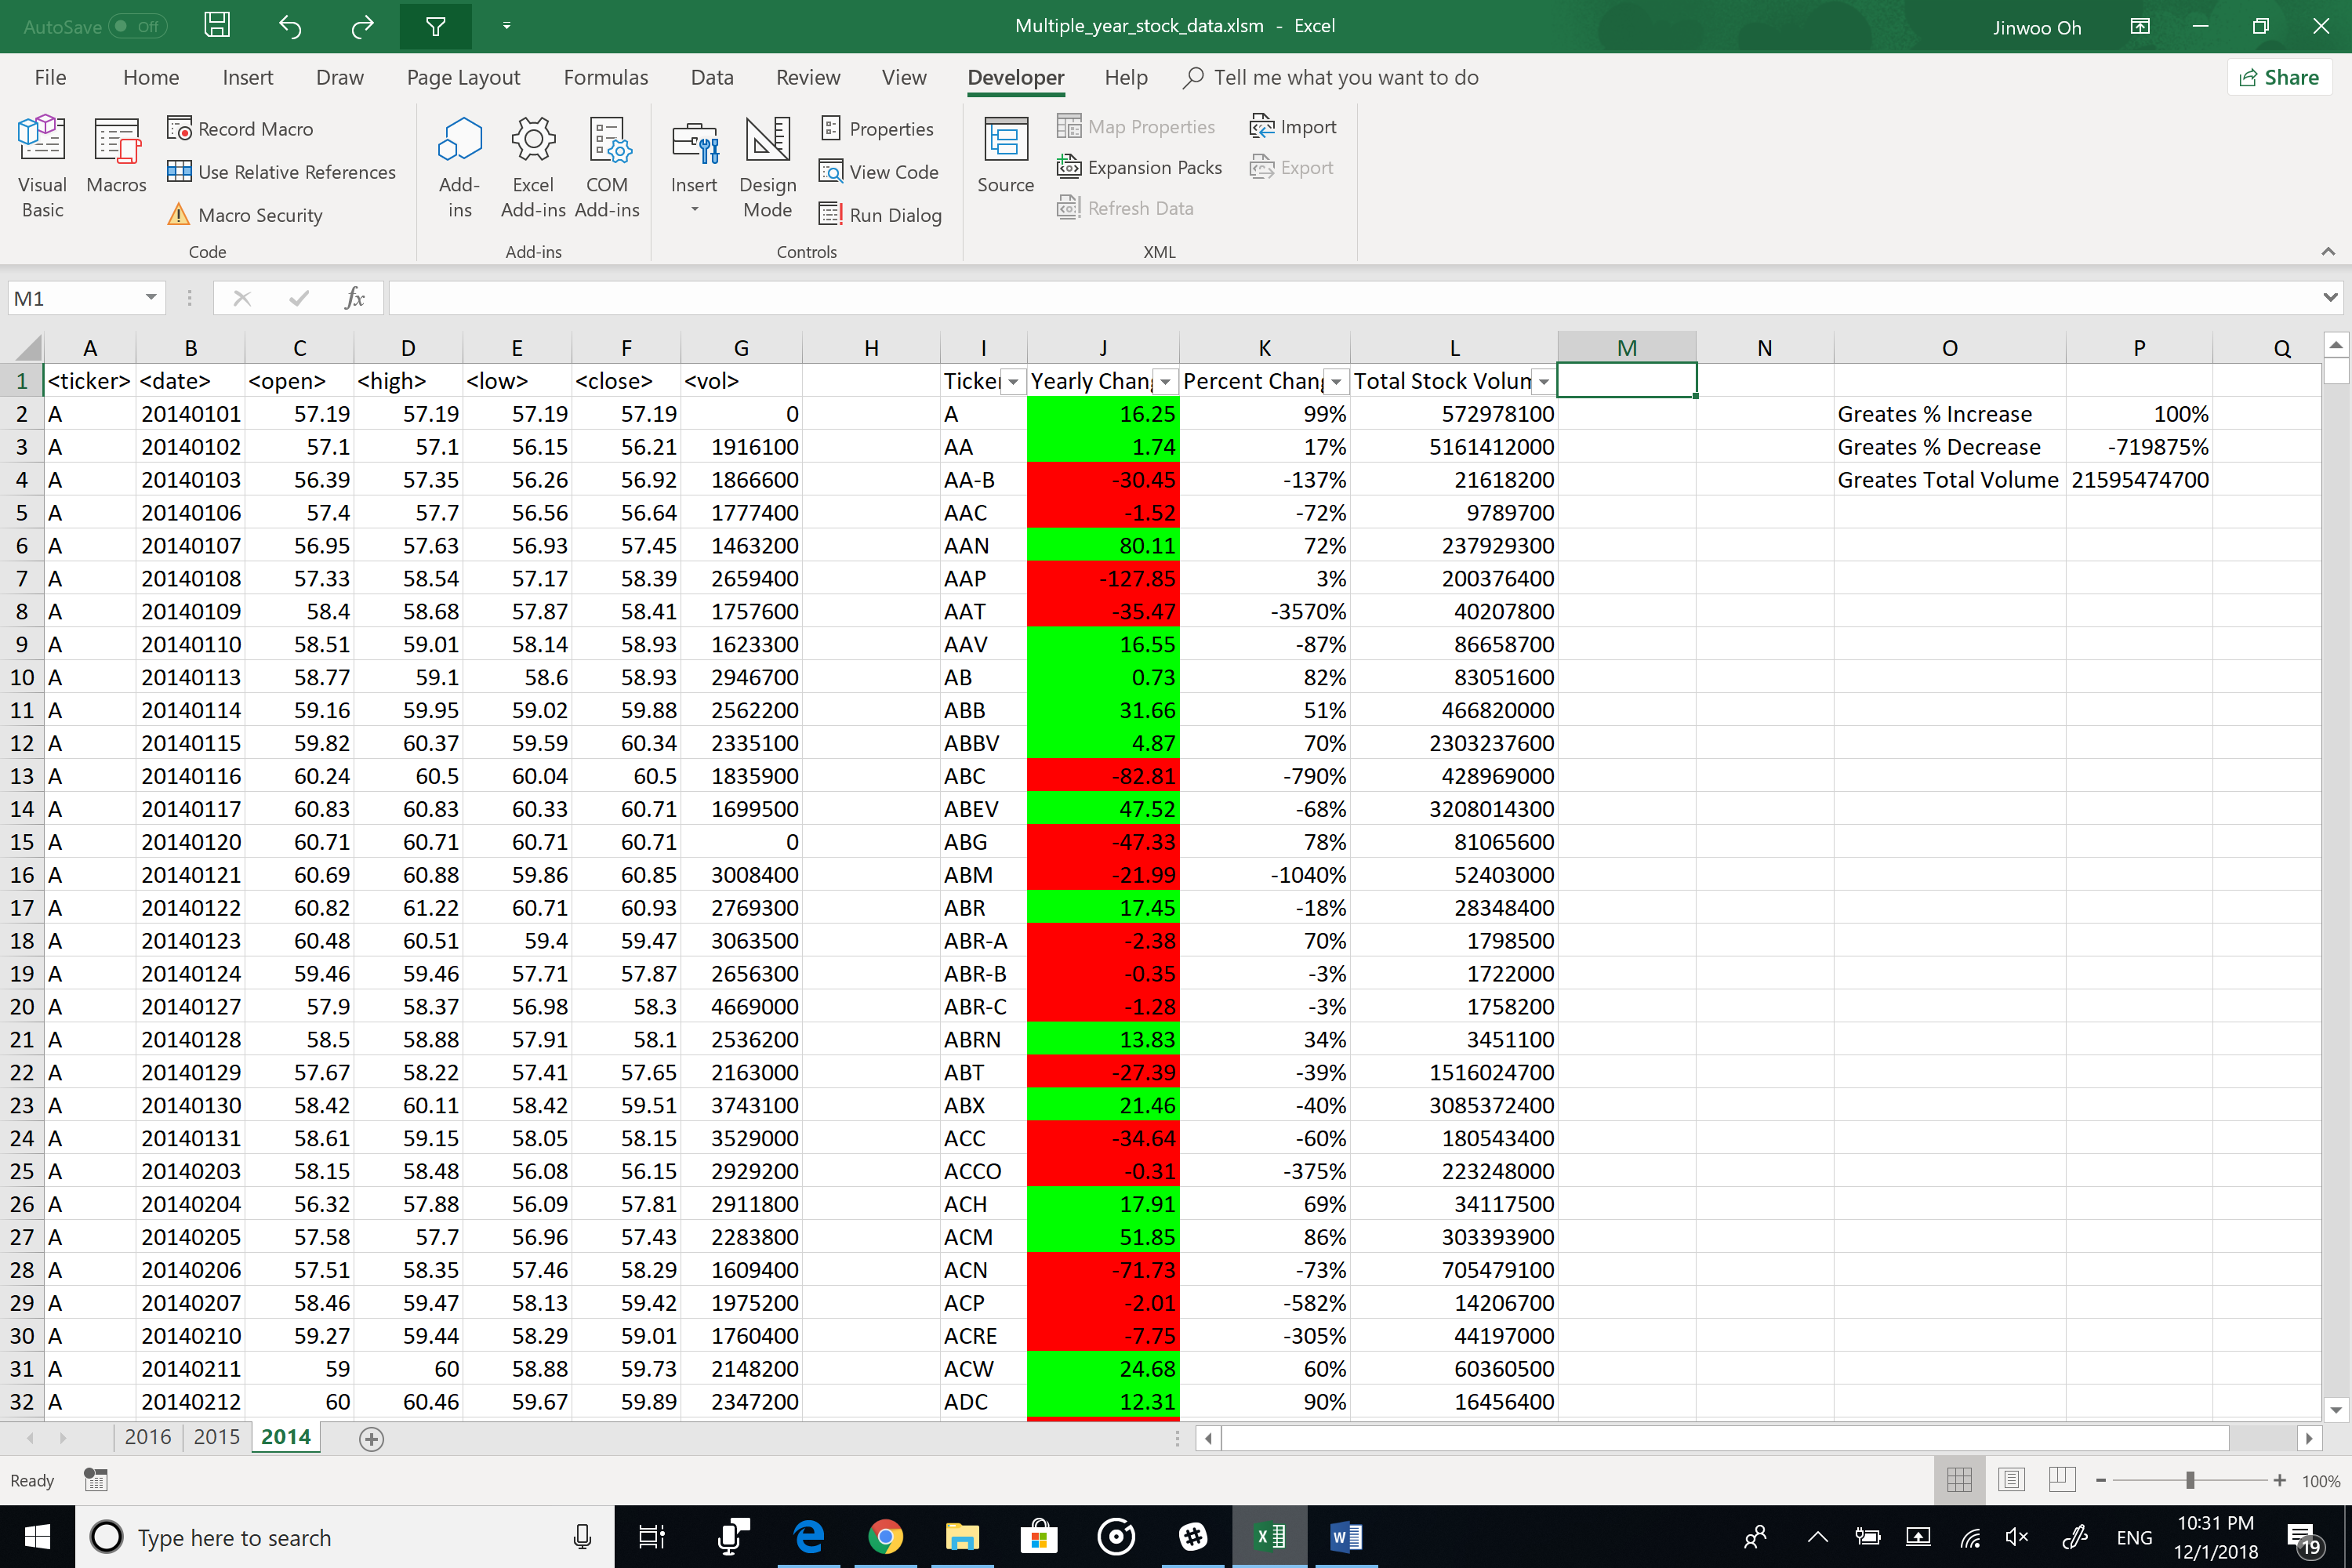 AutoSave Off
Multiple_year_stock_data.xlsm - Excel
Jinwoo Oh
File Home Insert Draw Page Layout Formulas Data Review View Developer Help Tell me what you want to do Share
Visual Basic
Macros
Record Macro
Use Relative References
Macro Security
Code
Add-ins
Excel Add-ins
COM Add-ins
Add-ins
Insert
Design Mode
Properties
View Code
Run Dialog
Controls
Source
Map Properties
Expansion Packs
Refresh Data
Import
Export
XML
M1 fx
A B C D E F G H I J K L M N O P Q
1 <ticker> <date> <open> <high> <low> <close> <vol> Ticker Yearly Chang Percent Chang Total Stock Volum
2 A 20140101 57.19 57.19 57.19 57.19 0 A 16.25 99% 572978100 Greates % Increase 100%
3 A 20140102 57.1 57.1 56.15 56.21 1916100 AA 1.74 17% 5161412000 Greates % Decrease -719875%
4 A 20140103 56.39 57.35 56.26 56.92 1866600 AA-B -30.45 -137% 21618200 Greates Total Volume 21595474700
5 A 20140106 57.4 57.7 56.56 56.64 1777400 AAC -1.52 -72% 9789700
6 A 20140107 56.95 57.63 56.93 57.45 1463200 AAN 80.11 72% 237929300
7 A 20140108 57.33 58.54 57.17 58.39 2659400 AAP -127.85 3% 200376400
8 A 20140109 58.4 58.68 57.87 58.41 1757600 AAT -35.47 -3570% 40207800
9 A 20140110 58.51 59.01 58.14 58.93 1623300 AAV 16.55 -87% 86658700
10 A 20140113 58.77 59.1 58.6 58.93 2946700 AB 0.73 82% 83051600
11 A 20140114 59.16 59.95 59.02 59.88 2562200 ABB 31.66 51% 466820000
12 A 20140115 59.82 60.37 59.59 60.34 2335100 ABBV 4.87 70% 2303237600
13 A 20140116 60.24 60.5 60.04 60.5 1835900 ABC -82.81 -790% 428969000
14 A 20140117 60.83 60.83 60.33 60.71 1699500 ABEV 47.52 -68% 3208014300
15 A 20140120 60.71 60.71 60.71 60.71 0 ABG -47.33 78% 81065600
16 A 20140121 60.69 60.88 59.86 60.85 3008400 ABM -21.99 -1040% 52403000
17 A 20140122 60.82 61.22 60.71 60.93 2769300 ABR 17.45 -18% 28348400
18 A 20140123 60.48 60.51 59.4 59.47 3063500 ABR-A -2.38 70% 1798500
19 A 20140124 59.46 59.46 57.71 57.87 2656300 ABR-B -0.35 -3% 1722000
20 A 20140127 57.9 58.37 56.98 58.3 4669000 ABR-C -1.28 -3% 1758200
21 A 20140128 58.5 58.88 57.91 58.1 2536200 ABRN 13.83 34% 3451100
22 A 20140129 57.67 58.22 57.41 57.65 2163000 ABT -27.39 -39% 1516024700
23 A 20140130 58.42 60.11 58.42 59.51 3743100 ABX 21.46 -40% 3085372400
24 A 20140131 58.61 59.15 58.05 58.15 3529000 ACC -34.64 -60% 180543400
25 A 20140203 58.15 58.48 56.08 56.15 2929200 ACCO -0.31 -375% 223248000
26 A 20140204 56.32 57.88 56.09 57.81 2911800 ACH 17.91 69% 34117500
27 A 20140205 57.58 57.7 56.96 57.43 2283800 ACM 51.85 86% 303393900
28 A 20140206 57.51 58.35 57.46 58.29 1609400 ACN -71.73 -73% 705479100
29 A 20140207 58.46 59.47 58.13 59.42 1975200 ACP -2.01 -582% 14206700
30 A 20140210 59.27 59.44 58.29 59.01 1760400 ACRE -7.75 -305% 44197000
31 A 20140211 59 60 58.88 59.73 2148200 ACW 24.68 60% 60360500
32 A 20140212 60 60.46 59.67 59.89 2347200 ADC 12.31 90% 16456400
2016 2015 2014
Ready 100%
Type here to search
ENG
10:31 PM
12/1/2018
19